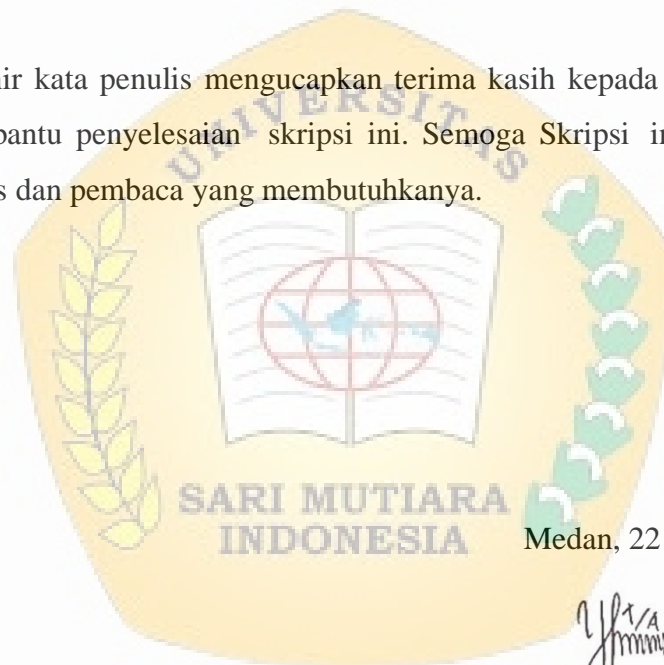 nir kata penulis mengucapkan terima kasih kepada
bantu penyelesaian skripsi ini. Semoga Skripsi in
s dan pembaca yang membutuhkanya.
UNIVERSITAS
SARI MUTIARA
INDONESIA
Medan, 22